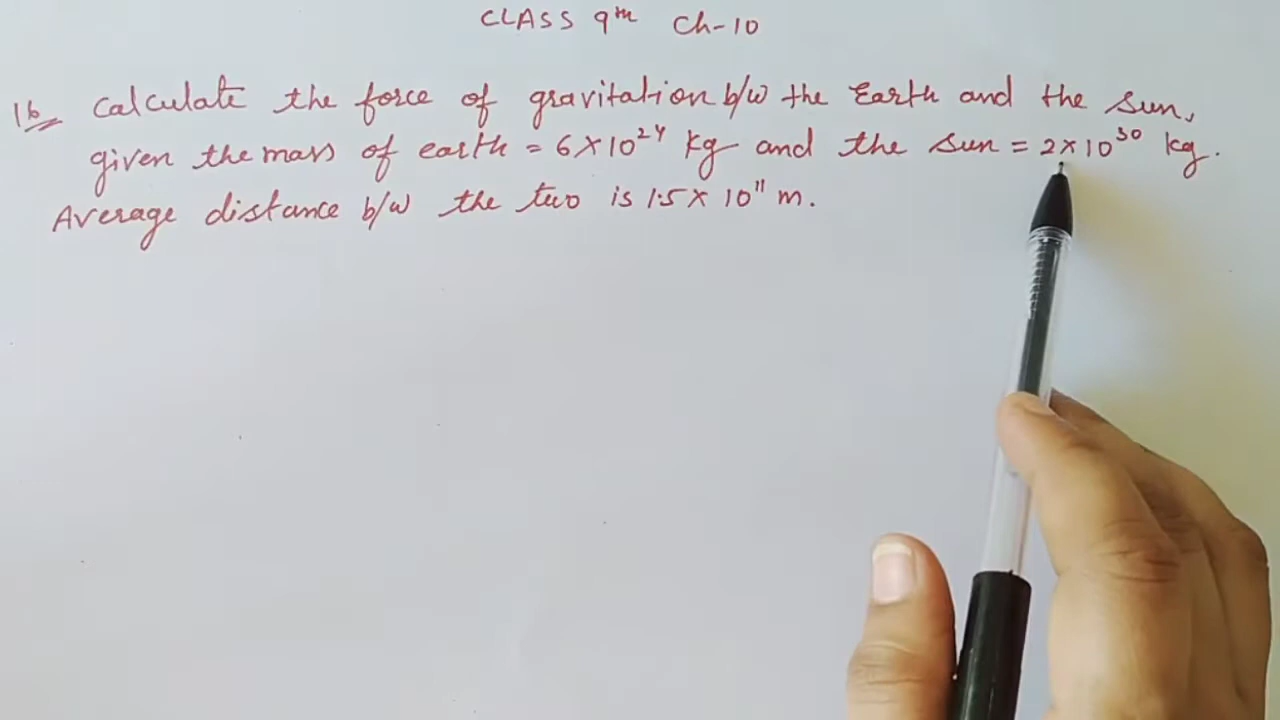 CLASS 9th Ch-10
16. Calculate the force of gravitation b/w the Earth and the Sun,
given the mass of earth = 6×10²⁴ kg and the Sun = 2×10³⁰ kg.
Average distance b/w the two is 1.5× 10¹¹ m.